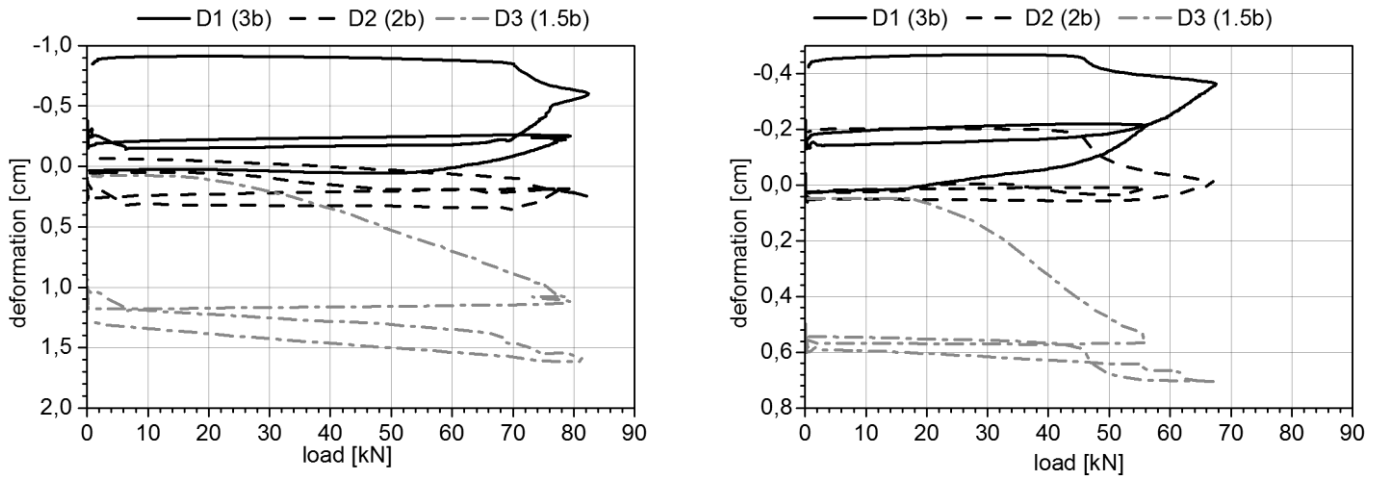 D1 (3b) D2 (2b) D3 (1.5b)
-1,0
-0,5
0,0
0,5
1,0
1,5
2,0
deformation [cm]
0 10 20 30 40 50 60 70 80 90
load [kN]
D1 (3b) D2 (2b) D3 (1.5b)
-0,4
-0,2
0,0
0,2
0,4
0,6
0,8
deformation [cm]
0 10 20 30 40 50 60 70 80 90
load [kN]